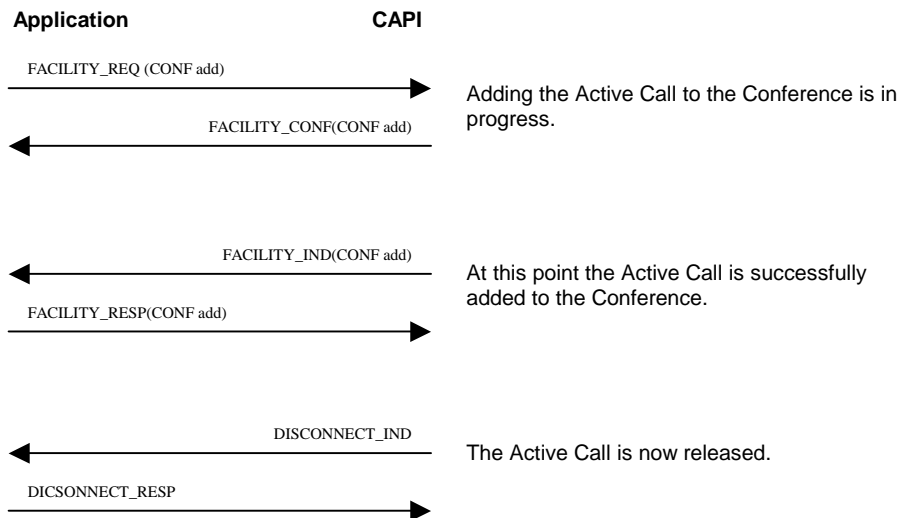 Application CAPI
FACILITY_REQ (CONF add)
Adding the Active Call to the Conference is in
progress.
FACILITY_CONF(CONF add)
FACILITY_IND(CONF add)
At this point the Active Call is successfully
added to the Conference.
FACILITY_RESP(CONF add)
DISCONNECT_IND
The Active Call is now released.
DICSONNECT_RESP